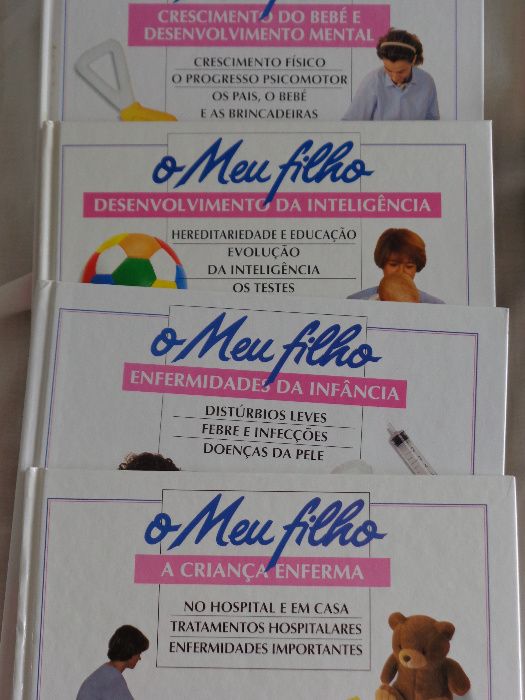 CRESCIMENTO DO BEBÉ E
DESENVOLVIMENTO MENTAL
CRESCIMENTO FÍSICO
O PROGRESSO PSICOMOTOR
OS PAIS, O BEBÉ
E AS BRINCADEIRAS
o Meu filho
DESENVOLVIMENTO DA INTELIGÊNCIA
HEREDITARIEDADE E EDUCAÇÃO
EVOLUÇÃO
DA INTELIGÊNCIA
OS TESTES
o Meu filho
ENFERMIDADES DA INFÂNCIA
DISTÚRBIOS LEVES
FEBRE E INFECÇÕES
DOENÇAS DA PELE
o Meu filho
A CRIANÇA ENFERMA
NO HOSPITAL E EM CASA
TRATAMENTOS HOSPITALARES
ENFERMIDADES IMPORTANTES